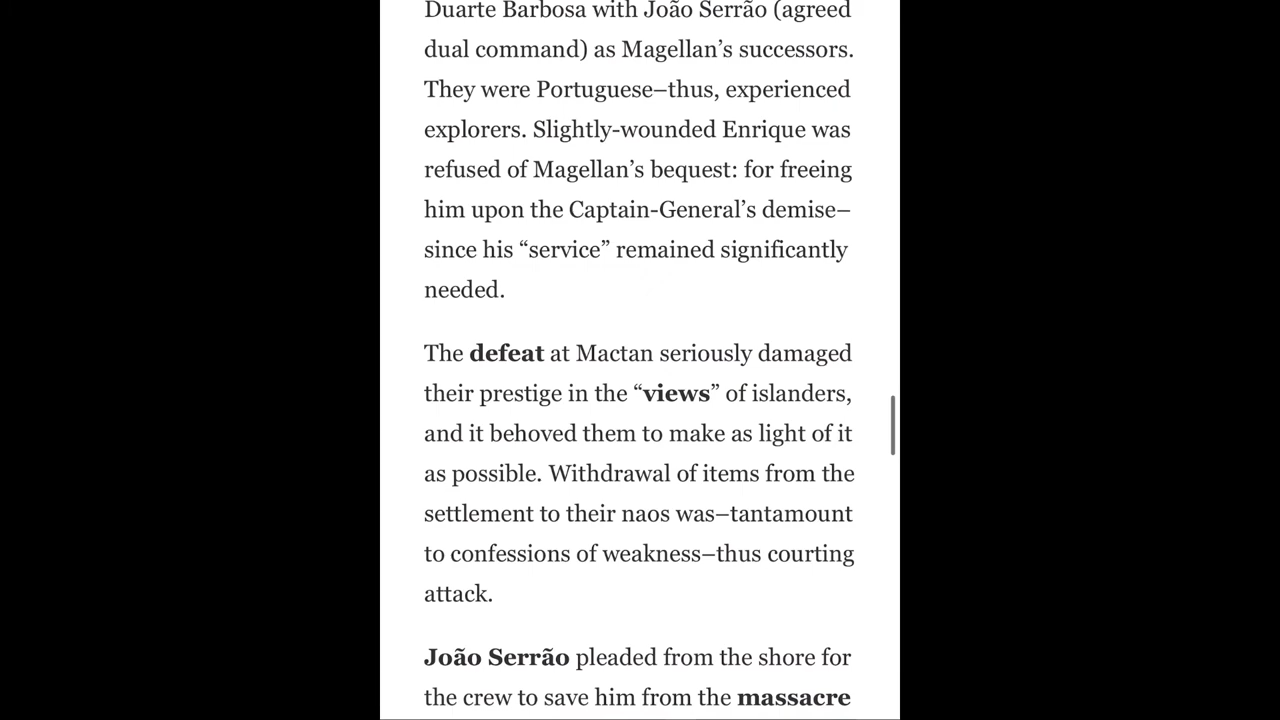 Duarte Barbosa with João Serrão (agreed
dual command) as Magellan’s successors.
They were Portuguese–thus, experienced
explorers. Slightly-wounded Enrique was
refused of Magellan’s bequest: for freeing
him upon the Captain-General’s demise–
since his “service” remained significantly
needed.
The defeat at Mactan seriously damaged
their prestige in the “views” of islanders,
and it behoved them to make as light of it
as possible. Withdrawal of items from the
settlement to their naos was–tantamount
to confessions of weakness–thus courting
attack.
João Serrão pleaded from the shore for
the crew to save him from the massacre